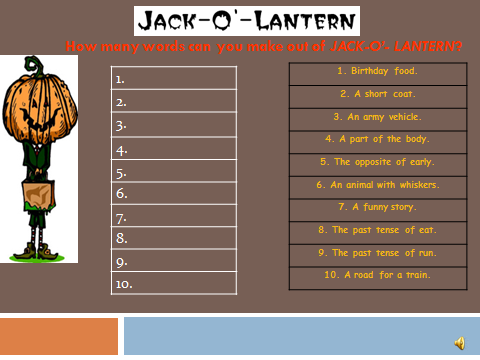 JACK-O'-LANTERN
How many words can you make out of JACK-O'- LANTERN?
1.
2.
3.
4.
5.
6.
7.
8.
9.
10.
1. Birthday food.
2. A short coat.
3. An army vehicle.
4. A part of the body.
5. The opposite of early.
6. An animal with whiskers.
7. A funny story.
8. The past tense of eat.
9. The past tense of run.
10. A road for a train.